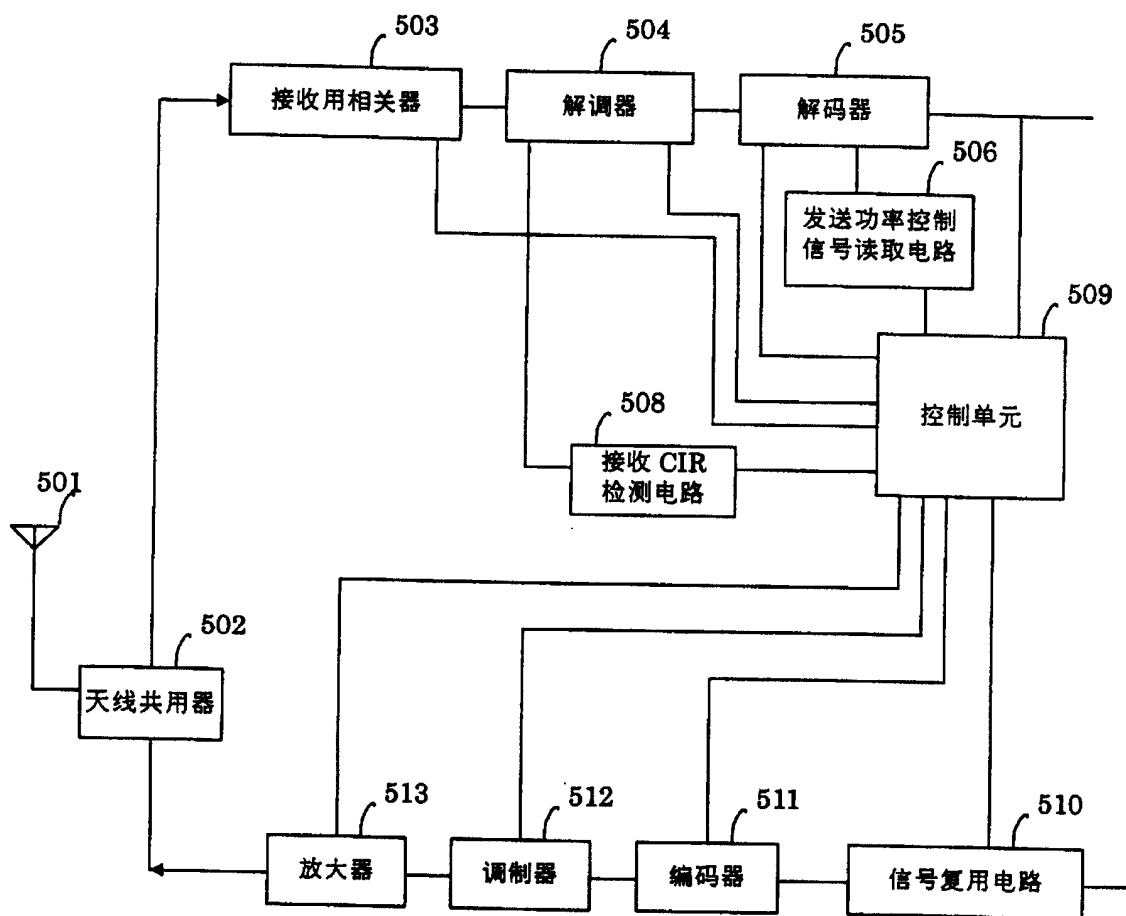 503
504
505
接收用相关器
解调器
解码器
506
发送功率控制
信号读取电路
509
控制单元
508
接收 CIR
检测电路
501
502
天线共用器
513
512
511
510
放大器
调制器
编码器
信号复用电路